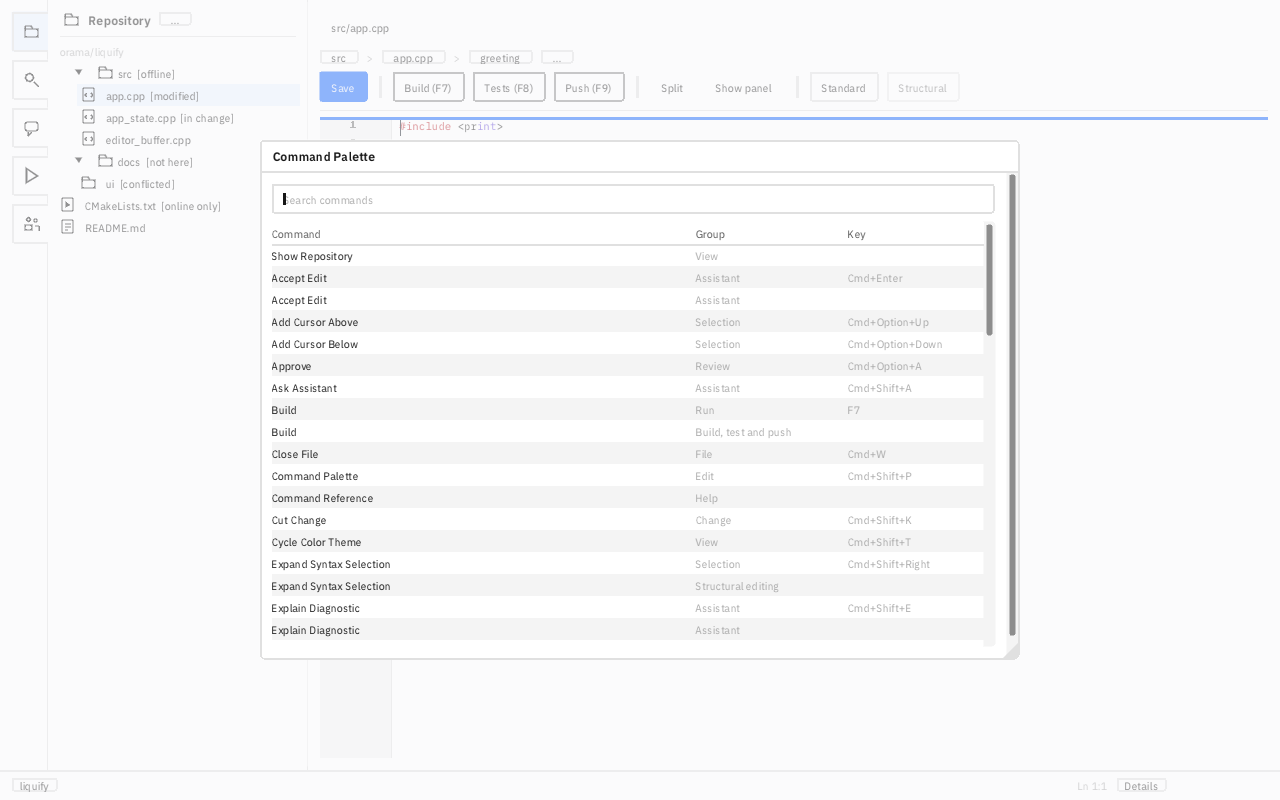 Repository ...
orama/liquify
src [offline]
app.cpp [modified]
app_state.cpp [in change]
editor_buffer.cpp
docs [not here]
ui [conflicted]
CMakeLists.txt [online only]
README.md
src/app.cpp
src > app.cpp > greeting ...
Save Build (F7) Tests (F8) Push (F9) Split Show panel Standard Structural
1 #include <print>
Command Palette
Search commands
Command Group Key
Show Repository View
Accept Edit Assistant Cmd+Enter
Accept Edit Assistant
Add Cursor Above Selection Cmd+Option+Up
Add Cursor Below Selection Cmd+Option+Down
Approve Review Cmd+Option+A
Ask Assistant Assistant Cmd+Shift+A
Build Run F7
Build Build, test and push
Close File File Cmd+W
Command Palette Edit Cmd+Shift+P
Command Reference Help
Cut Change Change Cmd+Shift+K
Cycle Color Theme View Cmd+Shift+T
Expand Syntax Selection Selection Cmd+Shift+Right
Expand Syntax Selection Structural editing
Explain Diagnostic Assistant Cmd+Shift+E
Explain Diagnostic Assistant
liquify Ln 1:1 Details